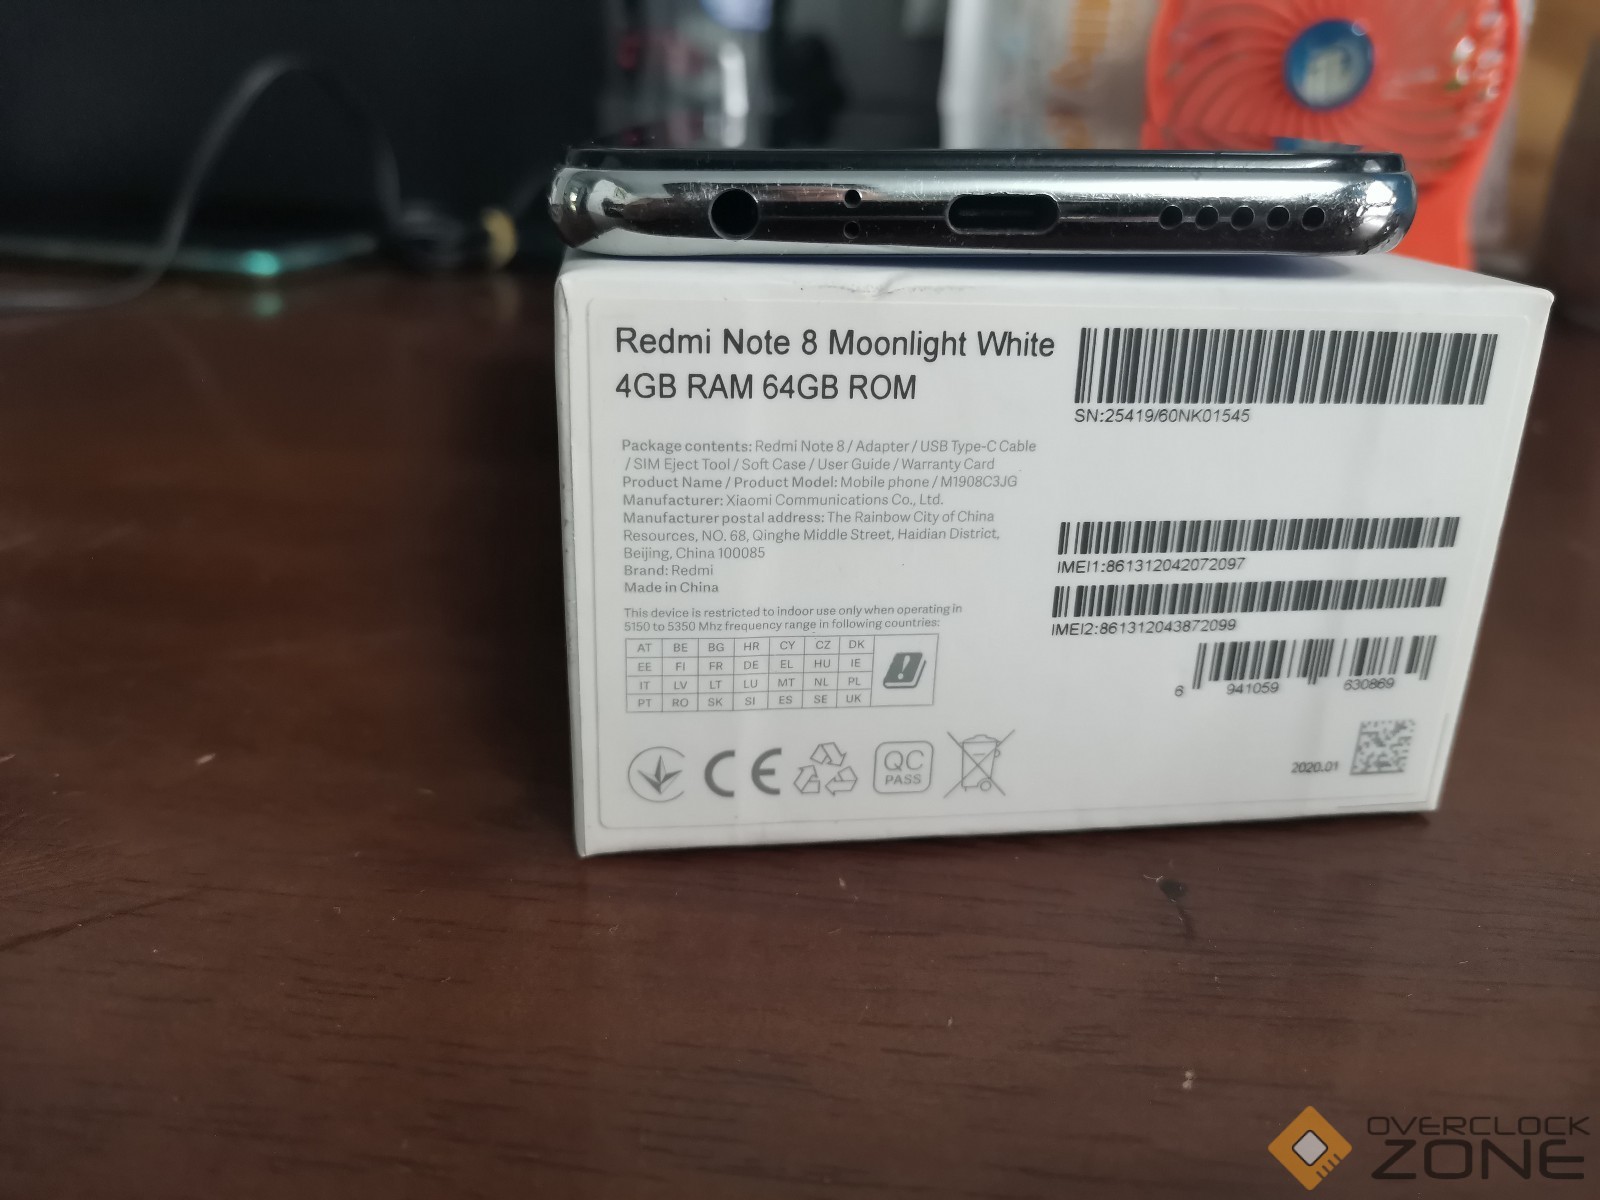 Redmi Note 8 Moonlight White
4GB RAM 64GB ROM
SN:25419/60NK01545
Package contents: Redmi Note 8 / Adapter / USB Type-C Cable
/ SIM Eject Tool / Soft Case / User Guide / Warranty Card
Product Name / Product Model: Mobile phone / M1908C3JG
Manufacturer: Xiaomi Communications Co., Ltd.
Manufacturer postal address: The Rainbow City of China
Resources, NO. 68, Qinghe Middle Street, Haidian District,
Beijing, China 100085
Brand: Redmi
Made in China
This device is restricted to indoor use only when operating in
5150 to 5350 Mhz frequency range in following countries:
AT BE BG HR CY CZ DK
EE FI FR DE EL HU IE
IT LV LT LU MT NL PL
PT RO SK SI ES SE UK
IMEI1:861312042072097
IMEI2:861312043872099
6 941059 630869
CE
QC
PASS
2020.01
OVERCLOCK
ZONE